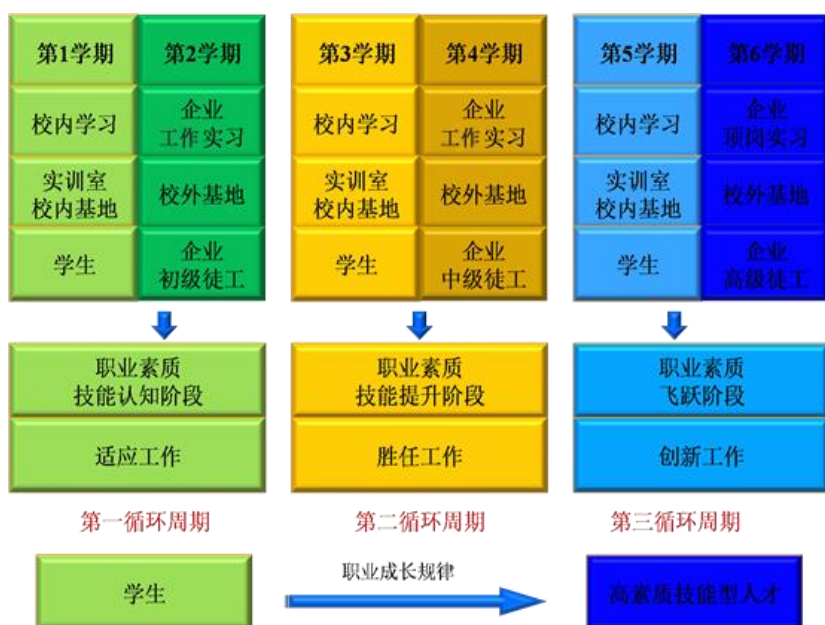 第1学期
第2学期
第3学期
第4学期
第5学期
第6学期
校内学习
企业
工作实习
校内学习
企业
工作实习
校内学习
企业
顶岗实习
实训室
校内基地
校外基地
实训室
校内基地
校外基地
实训室
校内基地
校外基地
学生
企业
初级徒工
学生
企业
中级徒工
学生
企业
高级徒工
职业素质
技能认知阶段
职业素质
技能提升阶段
职业素质
飞跃阶段
适应工作
胜任工作
创新工作
第一循环周期
第二循环周期
第三循环周期
学生
职业成长规律
高素质技能型人才